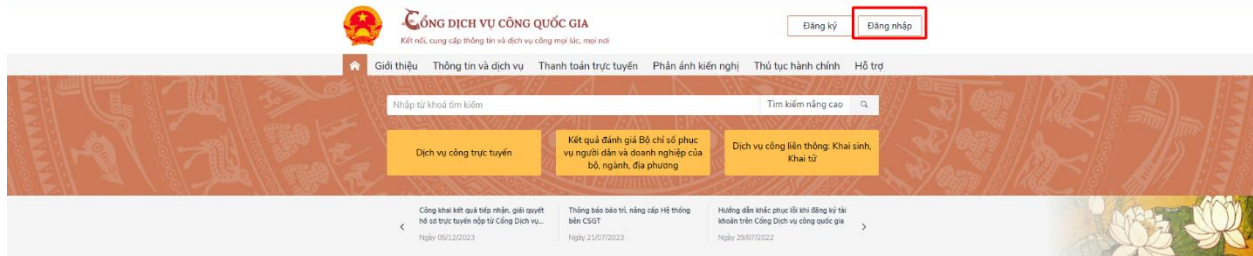 CỔNG DỊCH VỤ CÔNG QUỐC GIA
Kết nối, cung cấp thông tin và dịch vụ công mọi lúc, mọi nơi
Đăng ký
Đăng nhập
Giới thiệu
Thông tin và dịch vụ
Thanh toán trực tuyến
Phản ánh kiến nghị
Thủ tục hành chính
Hỗ trợ
Nhập từ khoá tìm kiếm
Tìm kiếm nâng cao
Dịch vụ công trực tuyến
Kết quả đánh giá Bộ chỉ số phục
vụ người dân và doanh nghiệp của
bộ, ngành, địa phương
Dịch vụ công liên thông: Khai sinh,
Khai tử
Công khai kết quả tiếp nhận, giải quyết
hồ sơ trực tuyến nộp từ Cổng Dịch vụ...
Ngày 05/12/2023
Thông báo bảo trì, nâng cấp Hệ thống
bên CSGT
Ngày 21/07/2023
Hướng dẫn khắc phục lỗi khi đăng ký tài
khoản trên Cổng Dịch vụ công quốc gia
Ngày 29/07/2022